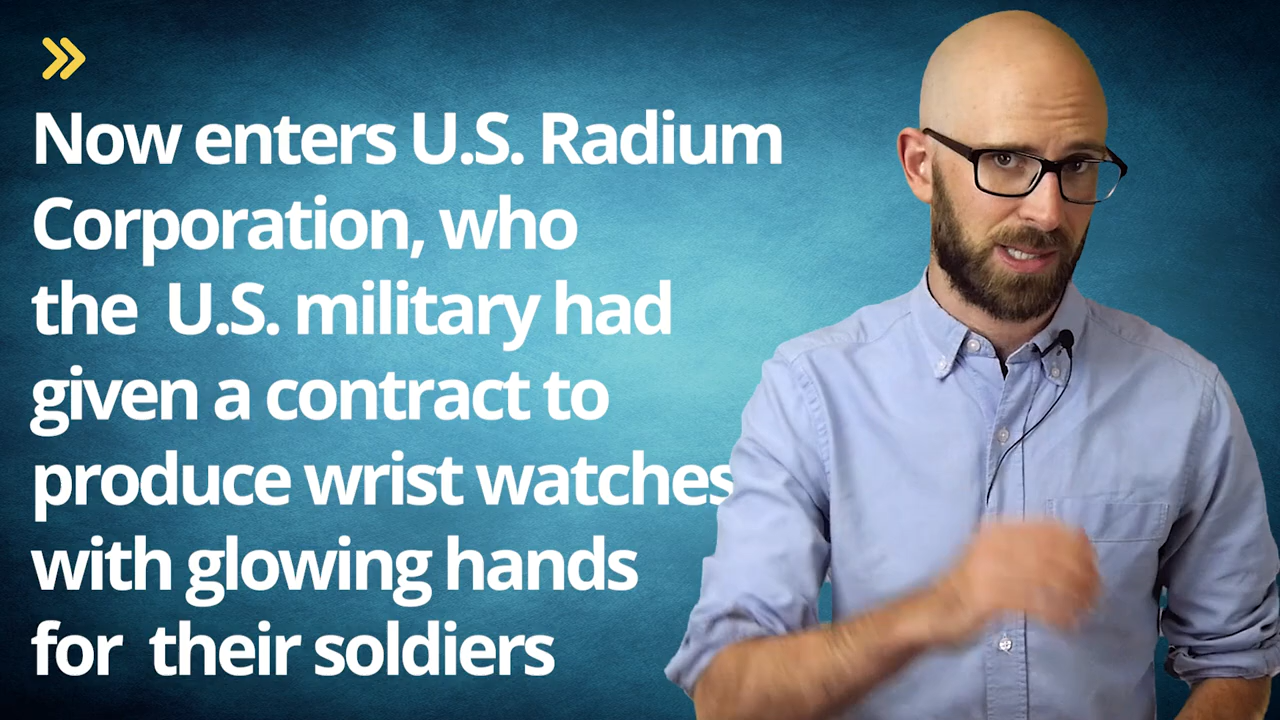 Now enters U.S. Radium
Corporation, who
the U.S. military had
given a contract to
produce wrist watches
with glowing hands
for their soldiers